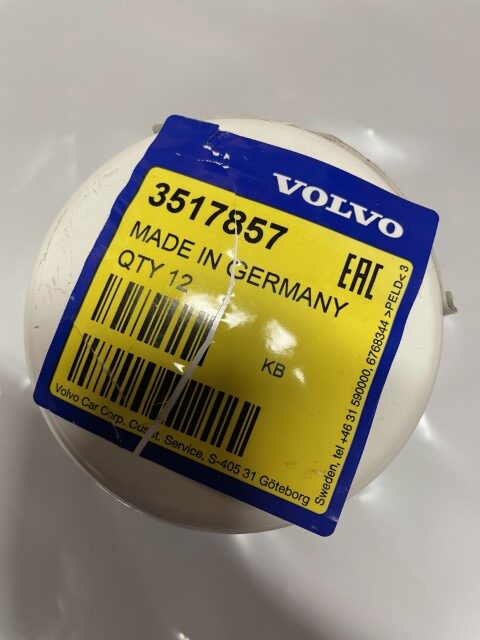 VOLVO
3517857
MADE IN GERMANY
QTY 12
EAC
KB
Volvo Car Corp. Cust. Service, S-405 31 Göteborg
Sweden, tel +46 31 590000, 6768344 >PELD< 3